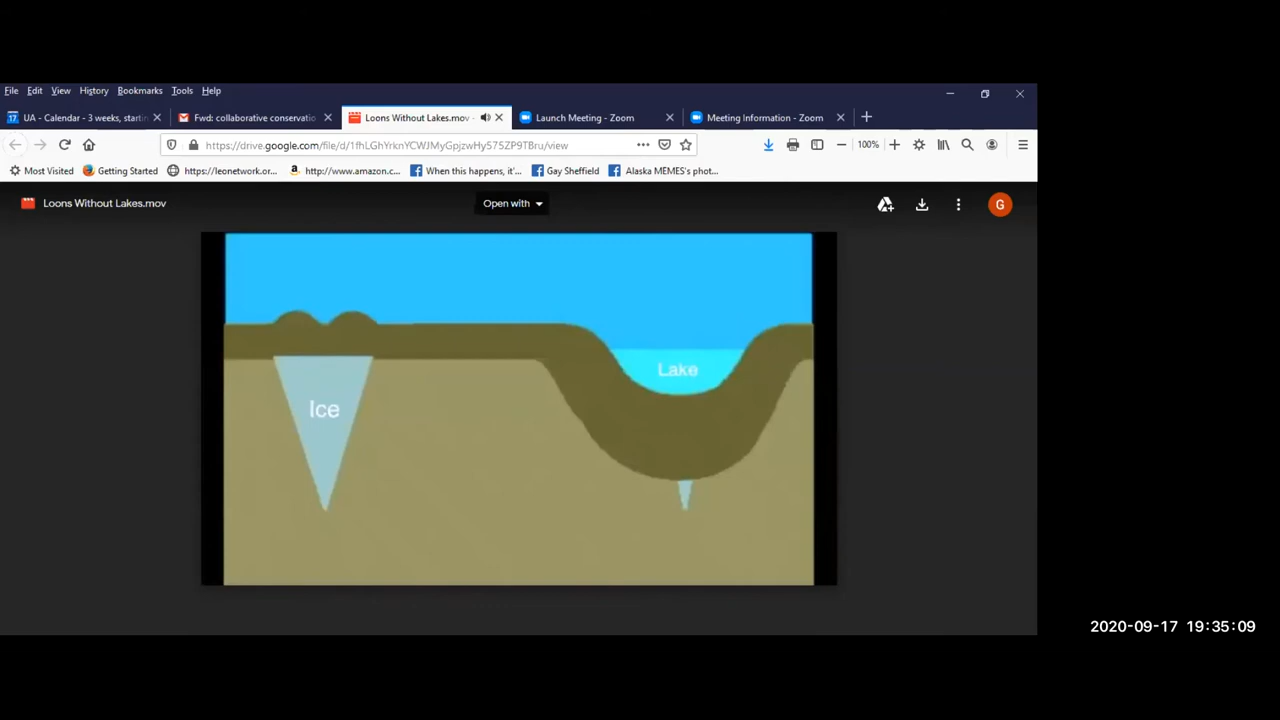 File Edit View History Bookmarks Tools Help
17 UA - Calendar - 3 weeks, startin
Fwd: collaborative conservatio
Loons Without Lakes.mov -
Launch Meeting - Zoom
Meeting Information - Zoom
https://drive.google.com/file/d/1fhLGhYrknYCWJMyGpjzwHyS75ZP9TBru/view
100%
Most Visited Getting Started https://leonetwork.or... http://www.amazon.c... When this happens, it'... Gay Sheffield Alaska MEMES's phot...
Loons Without Lakes.mov
Open with
G
Lake
Ice
2020-09-17 19:35:09